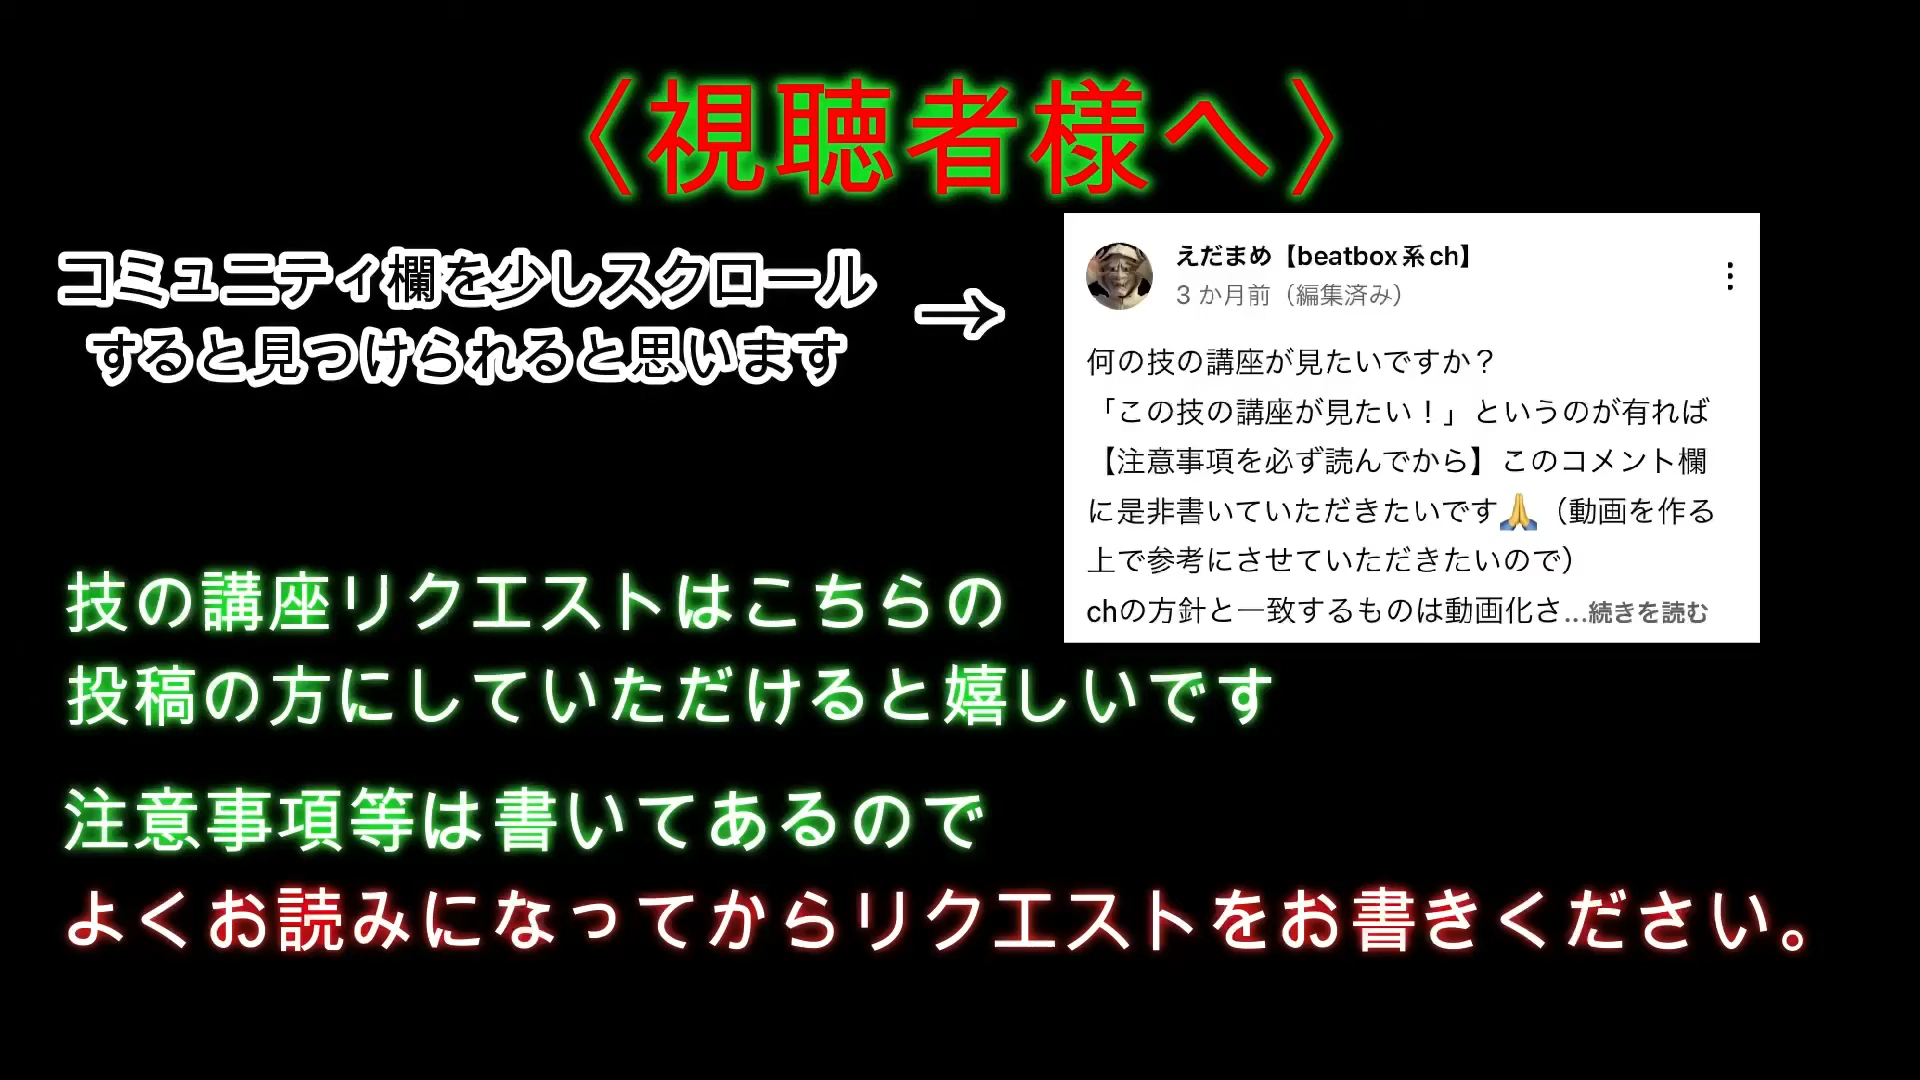 〈視聴者様へ〉
コミュニティ欄を少しスクロール
すると見つけられると思います
→
えだまめ【beatbox系ch】
3 か月前（編集済み）
何の技の講座が見たいですか？
「この技の講座が見たい！」というのが有れば
【注意事項を必ず読んでから】このコメント欄
に是非書いていただきたいです🙏（動画を作る
上で参考にさせていただきたいので）
chの方針と一致するものは動画化さ...続きを読む
技の講座リクエストはこちらの
投稿の方にしていただけると嬉しいです
注意事項等は書いてあるので
よくお読みになってからリクエストをお書きください。